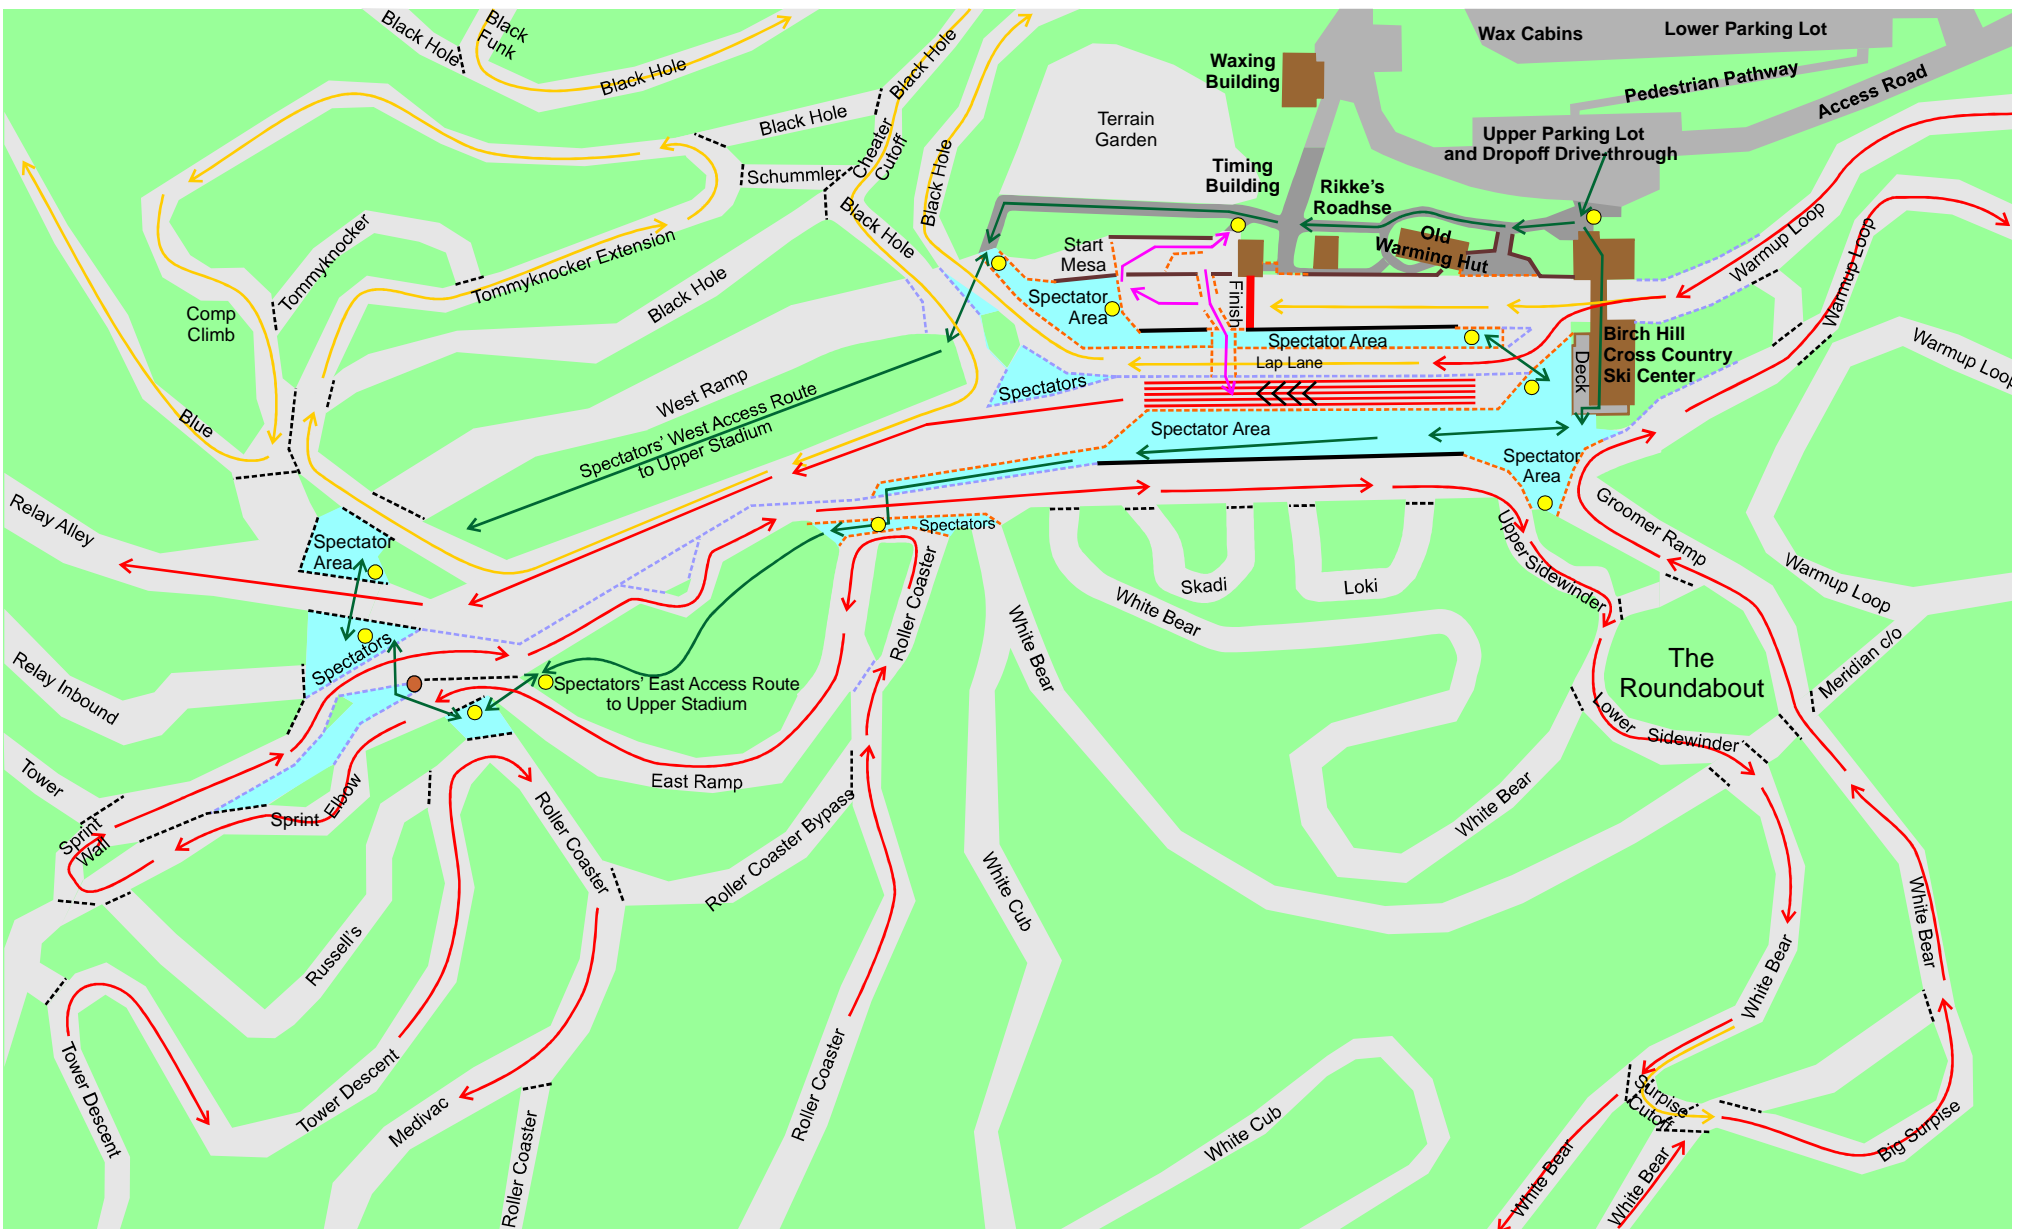 Black Hole
Black
Funk
Black Hole
Black Hole
Black Hole
Wax Cabins
Lower Parking Lot
Waxing
Building
Pedestrian Pathway
Access Road
Terrain
Garden
Upper Parking Lot
and Dropoff Drive-through
Cheater
Cutoff
Schummler
Black Hole
Black Hole
Timing
Building
Rikke's
Roadhse
Old
Warming Hut
Start
Mesa
Warmup Loop
Warmup Loop
Tommyknocker
Tommyknocker Extension
Black Hole
Comp
Climb
Spectator
Area
Finish
Spectator Area
Lap Lane
Birch Hill
Cross Country
Ski Center
Deck
Warmup Loop
Blue
West Ramp
Spectators
Spectators' West Access Route
to Upper Stadium
Spectator Area
Spectator
Area
Relay Alley
Spectator
Area
Spectators
Groomer Ramp
Upper Sidewinder
Warmup Loop
Roller Coaster
White Bear
Skadi
Loki
White Bear
Relay Inbound
Spectators
Spectators' East Access Route
to Upper Stadium
The
Roundabout
Meridian c/o
Lower
Sidewinder
Tower
East Ramp
Elbow
Sprint
Sprint
Wall
Roller Coaster
Roller Coaster Bypass
White Bear
White Cub
White Bear
Russell's
White Bear
Tower Descent
Tower Descent
Medivac
Roller Coaster
Roller Coaster
White Cub
Surpise
Cutoff
Big Surpise
White Bear
White Bear